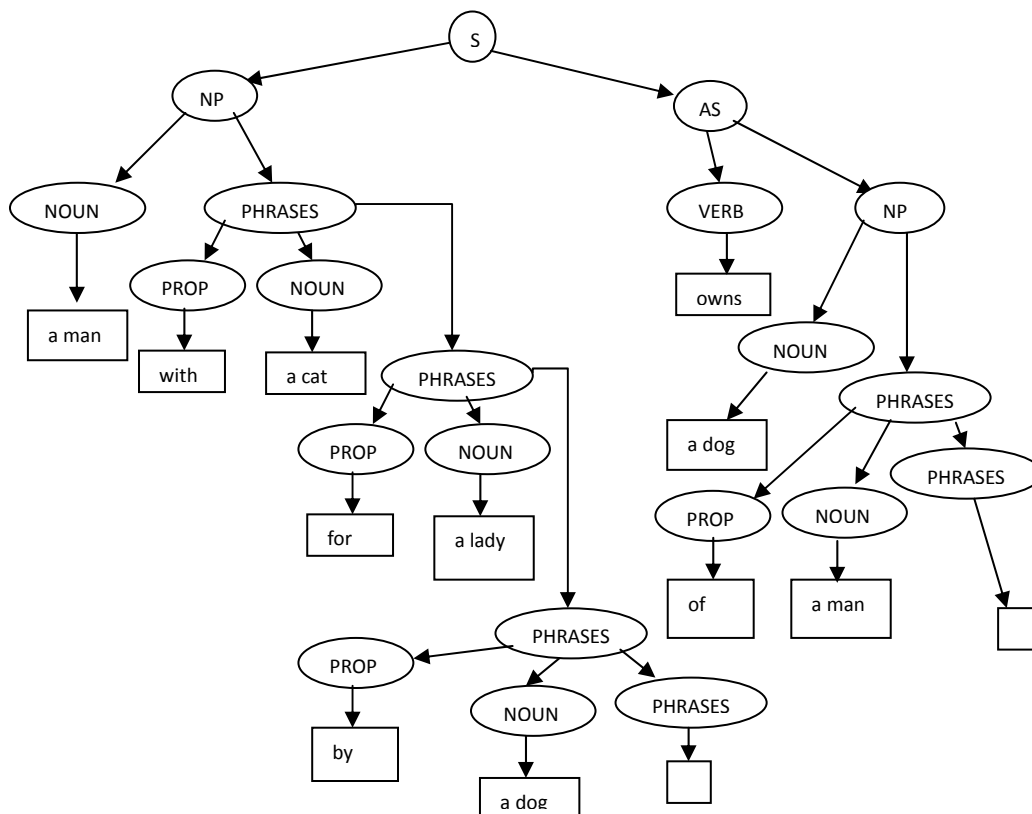 S
NP
AS
NOUN
PHRASES
VERB
NP
PROP
NOUN
owns
a man
with
a cat
NOUN
PHRASES
PHRASES
a dog
PROP
NOUN
PHRASES
PROP
NOUN
for
a lady
of
a man
PHRASES
PROP
NOUN
PHRASES
by
a dog